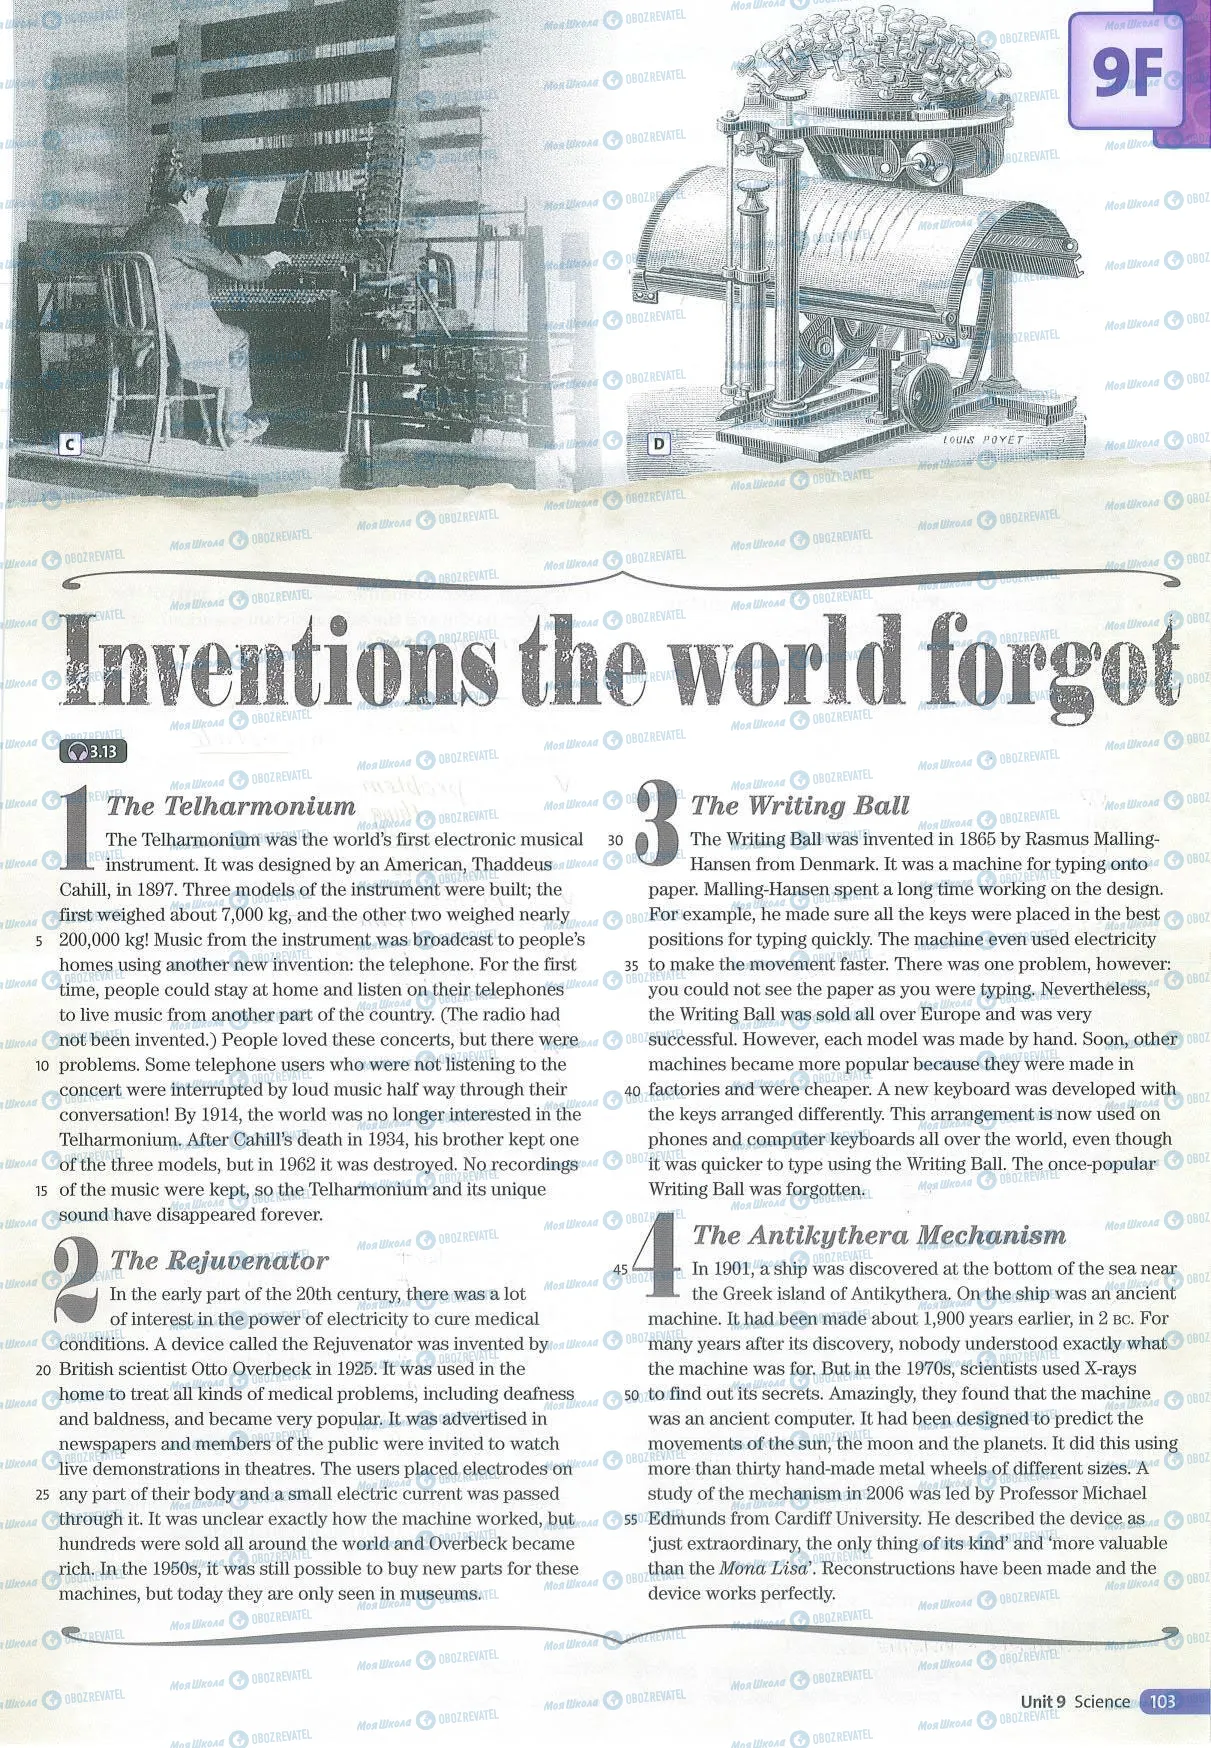 9F
C
D
LOUIS POYET
Inventions the world forgot
3.13
1
The Telharmonium
The Telharmonium was the world's first electronic musical
instrument. It was designed by an American, Thaddeus
Cahill, in 1897. Three models of the instrument were built; the
first weighed about 7,000 kg, and the other two weighed nearly
5 200,000 kg! Music from the instrument was broadcast to people's
homes using another new invention: the telephone. For the first
time, people could stay at home and listen on their telephones
to live music from another part of the country. (The radio had
not been invented.) People loved these concerts, but there were
10 problems. Some telephone users who were not listening to the
concert were interrupted by loud music half way through their
conversation! By 1914, the world was no longer interested in the
Telharmonium. After Cahill's death in 1934, his brother kept one
of the three models, but in 1962 it was destroyed. No recordings
15 of the music were kept, so the Telharmonium and its unique
sound have disappeared forever.
2
The Rejuvenator
In the early part of the 20th century, there was a lot
of interest in the power of electricity to cure medical
conditions. A device called the Rejuvenator was invented by
20 British scientist Otto Overbeck in 1925. It was used in the
home to treat all kinds of medical problems, including deafness
and baldness, and became very popular. It was advertised in
newspapers and members of the public were invited to watch
live demonstrations in theatres. The users placed electrodes on
25 any part of their body and a small electric current was passed
through it. It was unclear exactly how the machine worked, but
hundreds were sold all around the world and Overbeck became
rich. In the 1950s, it was still possible to buy new parts for these
machines, but today they are only seen in museums.
3
The Writing Ball
30 The Writing Ball was invented in 1865 by Rasmus Malling-
Hansen from Denmark. It was a machine for typing onto
paper. Malling-Hansen spent a long time working on the design.
For example, he made sure all the keys were placed in the best
positions for typing quickly. The machine even used electricity
35 to make the movement faster. There was one problem, however:
you could not see the paper as you were typing. Nevertheless,
the Writing Ball was sold all over Europe and was very
successful. However, each model was made by hand. Soon, other
machines became more popular because they were made in
40 factories and were cheaper. A new keyboard was developed with
the keys arranged differently. This arrangement is now used on
phones and computer keyboards all over the world, even though
it was quicker to type using the Writing Ball. The once-popular
Writing Ball was forgotten.
4
The Antikythera Mechanism
45 In 1901, a ship was discovered at the bottom of the sea near
the Greek island of Antikythera. On the ship was an ancient
machine. It had been made about 1,900 years earlier, in 2 BC. For
many years after its discovery, nobody understood exactly what
the machine was for. But in the 1970s, scientists used X-rays
50 to find out its secrets. Amazingly, they found that the machine
was an ancient computer. It had been designed to predict the
movements of the sun, the moon and the planets. It did this using
more than thirty hand-made metal wheels of different sizes. A
study of the mechanism in 2006 was led by Professor Michael
55 Edmunds from Cardiff University. He described the device as
'just extraordinary, the only thing of its kind' and 'more valuable
than the Mona Lisa'. Reconstructions have been made and the
device works perfectly.
Unit 9 Science 103